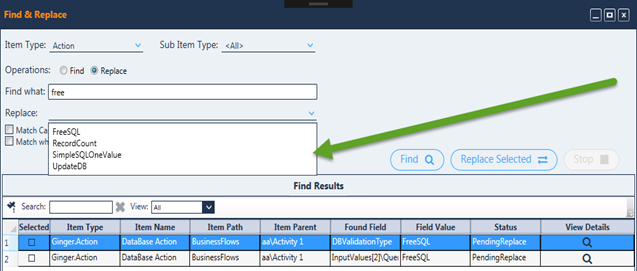 Find & Replace
Item Type: Action Sub Item Type: <All>
Operations: Find Replace
Find what: free
Replace:
FreeSQL
RecordCount
SimpleSQLOneValue
UpdateDB
Match Ca
Match wh
Find Replace Selected Stop
Find Results
Search: View: All
Selected Item Type Item Name Item Path Item Parent Found Field Field Value Status View Details
1 Ginger.Action DataBase Action BusinessFlows aa\Activity 1 DBValidationType FreeSQL PendingReplace
2 Ginger.Action DataBase Action BusinessFlows aa\Activity 1 InputValues[2]\Que FreeSQL PendingReplace